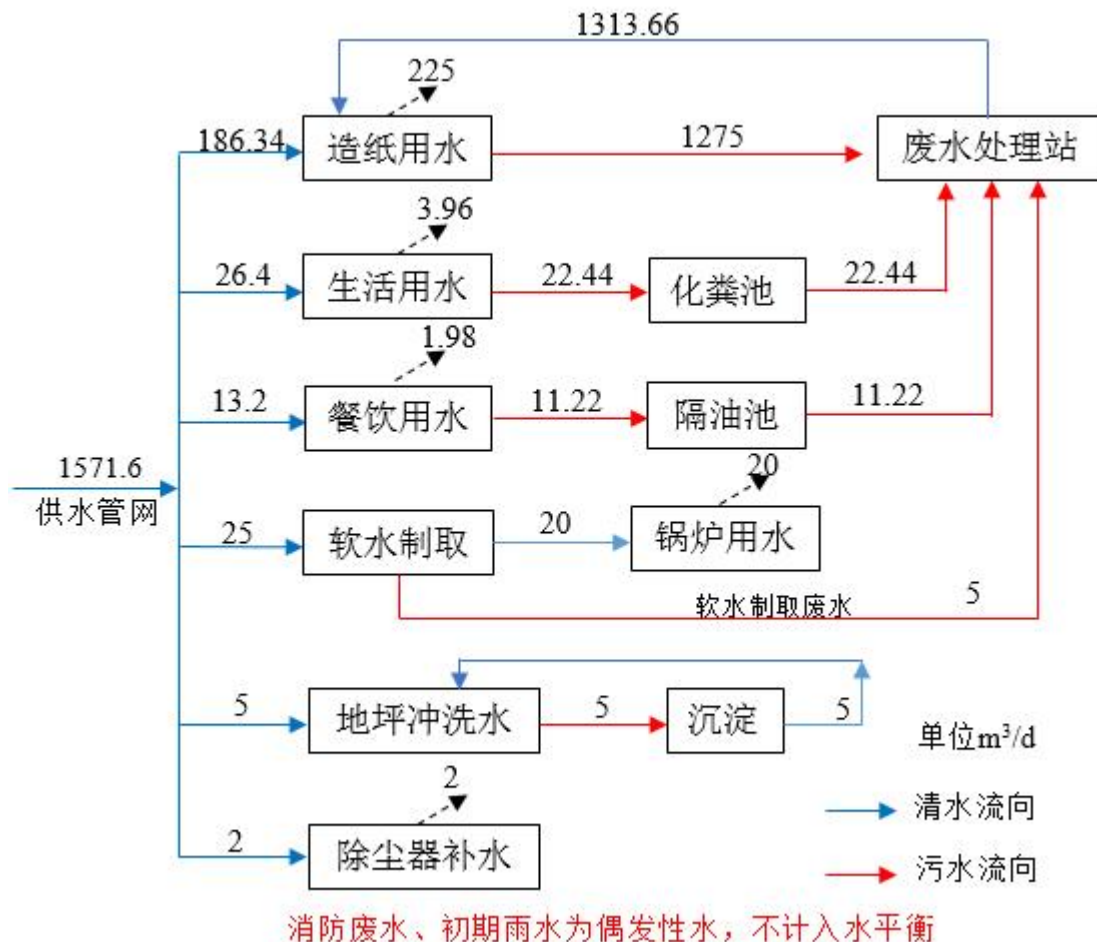 1313.66
225
186.34
造纸用水
1275
废水处理站
3.96
26.4
生活用水
22.44
化粪池
22.44
1.98
13.2
餐饮用水
11.22
隔油池
11.22
1571.6
供水管网
20
25
软水制取
20
锅炉用水
软水制取废水
5
5
地坪冲洗水
5
沉淀
5
单位m³/d
2
清水流向
2
除尘器补水
污水流向
消防废水、初期雨水为偶发性水，不计入水平衡